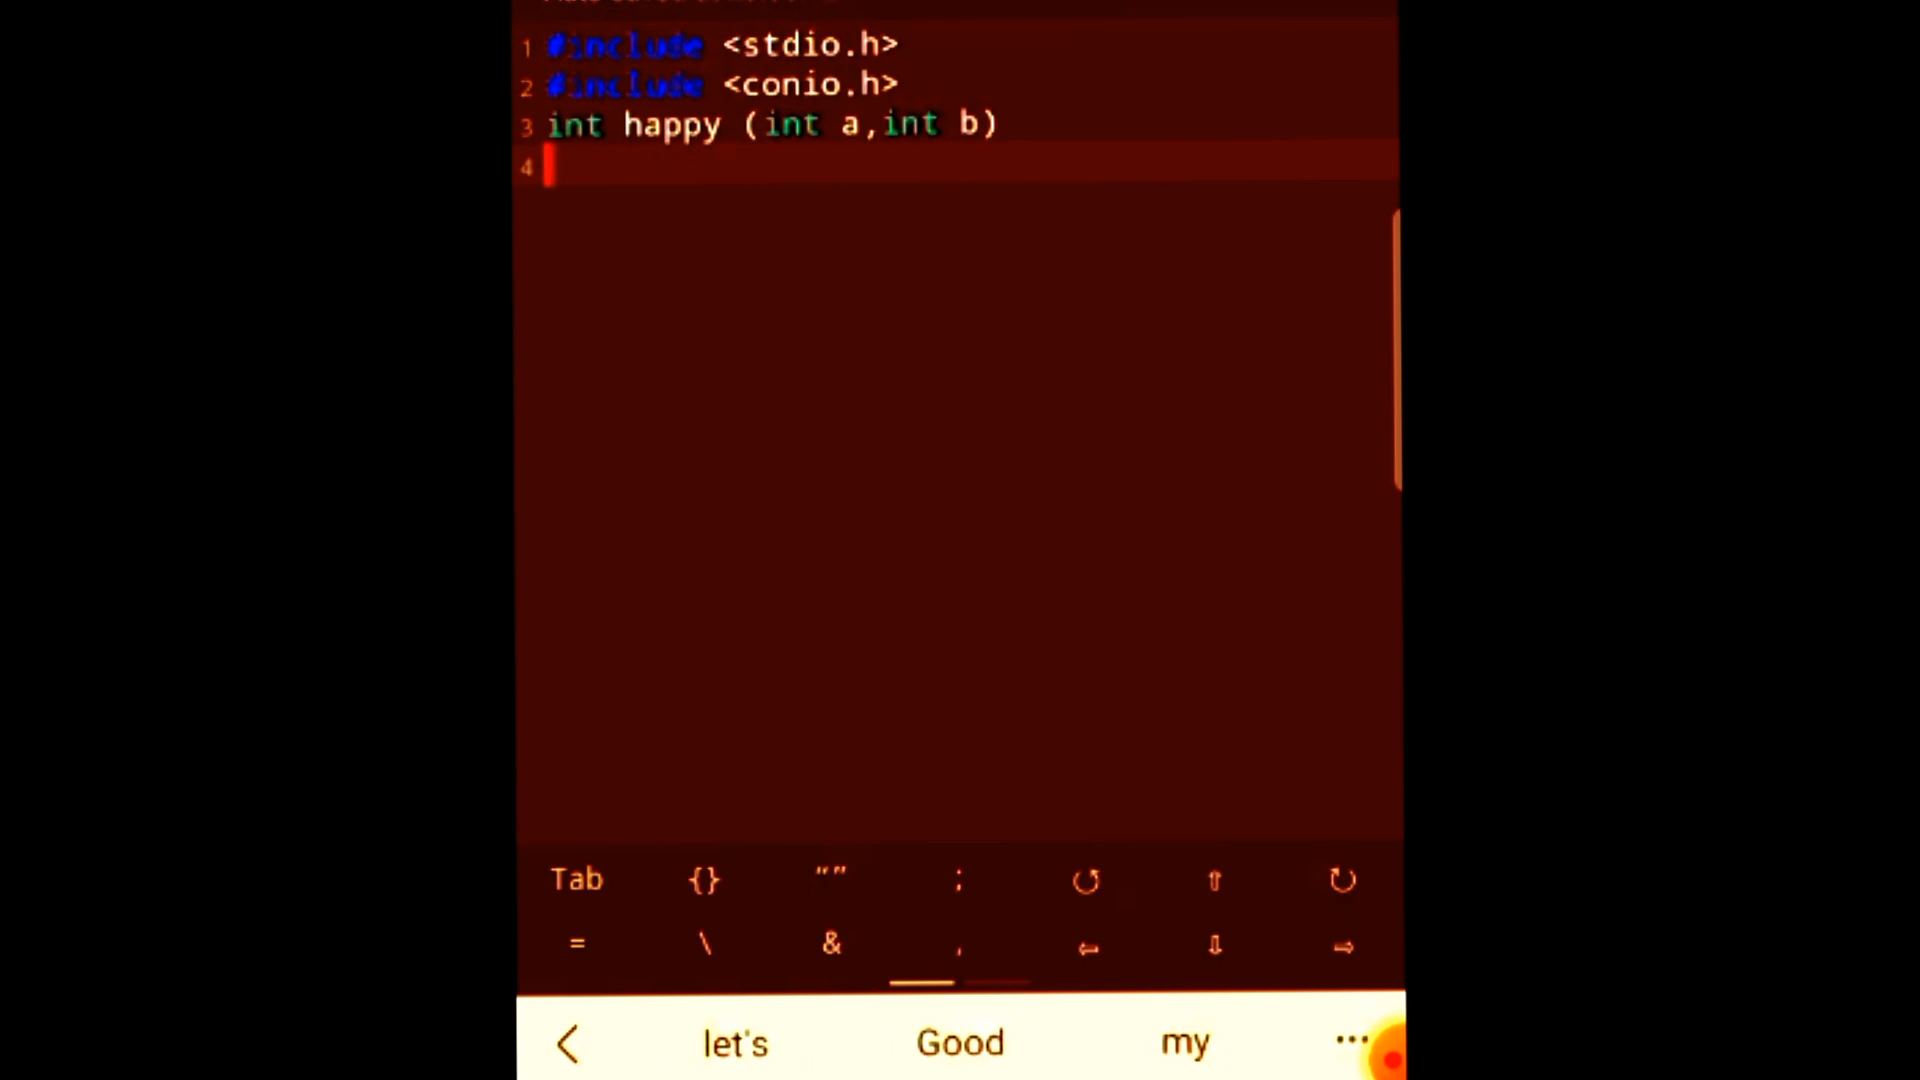 1 #include <stdio.h>
2 #include <conio.h>
3 int happy (int a,int b)
4
Tab {} "" ; ↺ ⇧ ↻
= \ & , ⇦ ⇩ ⇨
< let's Good my ...